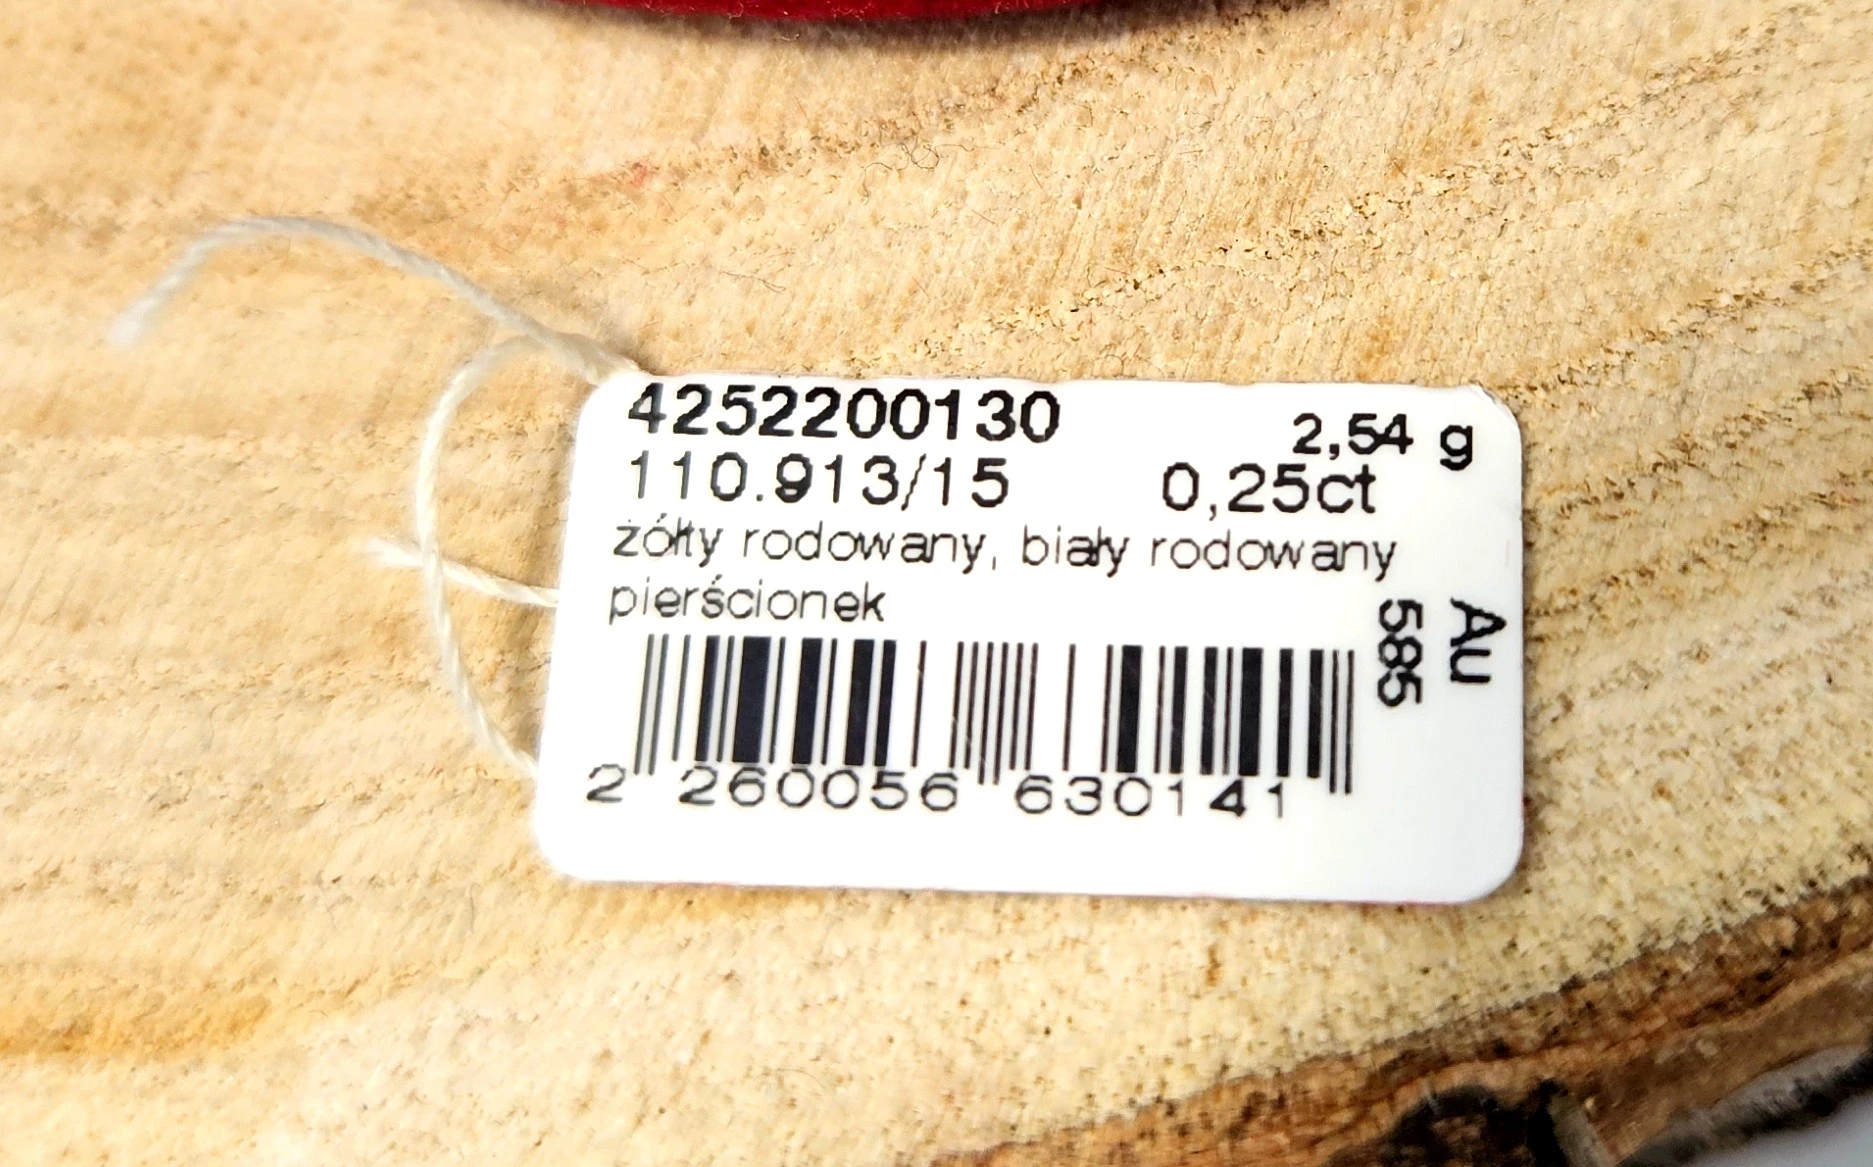 4252200130 2,54 g
110.913/15 0,25ct
żółty rodowany, biały rodowany
pierścionek
Au
585
2 260056 630141